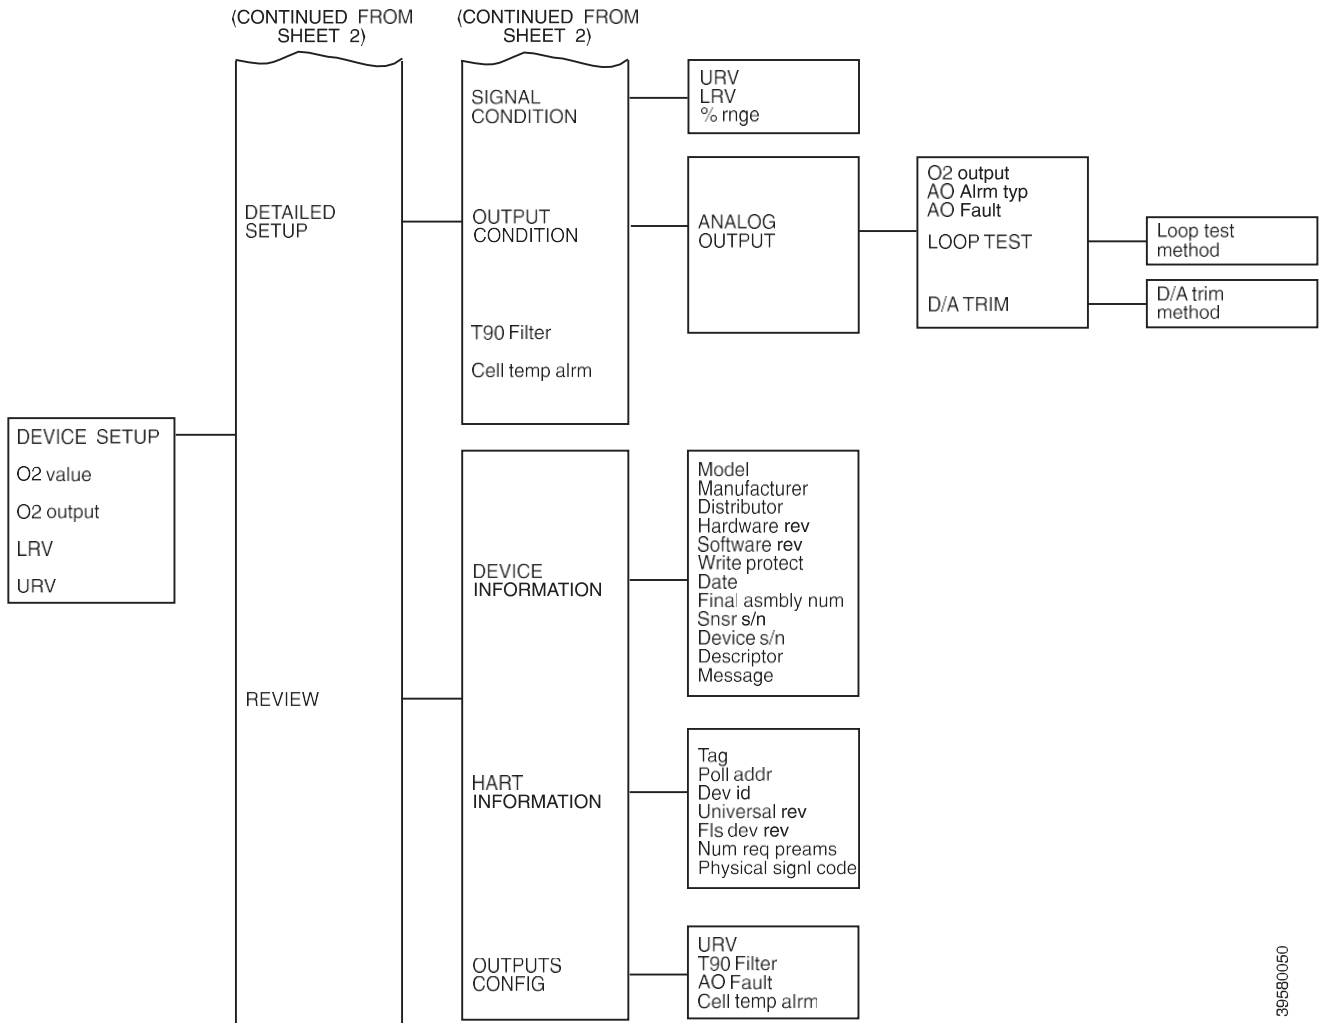 (CONTINUED FROM
SHEET 2)
(CONTINUED FROM
SHEET 2)
SIGNAL
CONDITION
URV
LRV
% rnge
DETAILED
SETUP
OUTPUT
CONDITION
ANALOG
OUTPUT
O2 output
AO Alrm typ
AO Fault
LOOP TEST
D/A TRIM
Loop test
method
D/A trim
method
T90 Filter
Cell temp alrm
DEVICE SETUP
O2 value
O2 output
LRV
URV
DEVICE
INFORMATION
Model
Manufacturer
Distributor
Hardware rev
Software rev
Write protect
Date
Final asmbly num
Snsr s/n
Device s/n
Descriptor
Message
REVIEW
HART
INFORMATION
Tag
Poll addr
Dev id
Universal rev
Fls dev rev
Num req preams
Physical signl code
OUTPUTS
CONFIG
URV
T90 Filter
AO Fault
Cell temp alrm
39580050